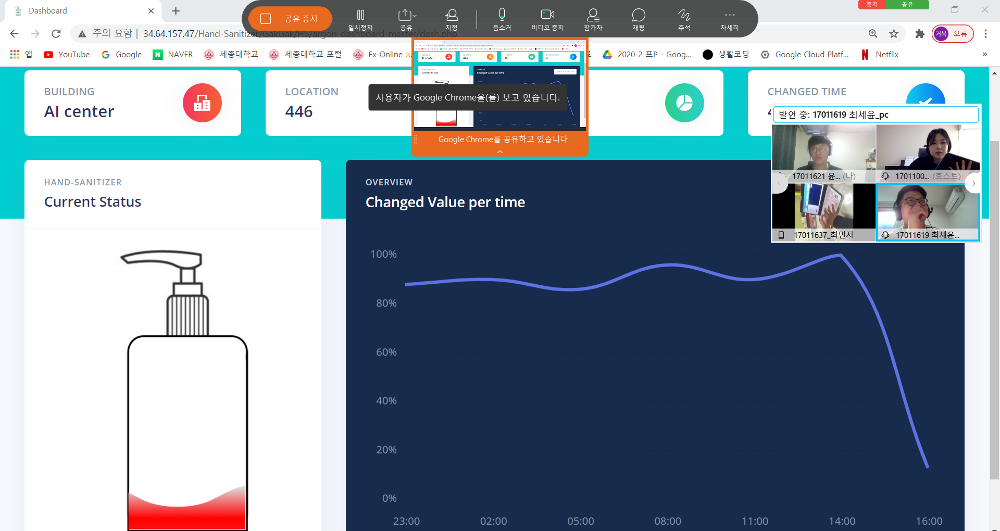 Dashboard
공유 중지
일시정지
공유
지정
음소거
비디오 중지
참가자
채팅
주석
자세히
중지
공유
주의 요함
34.64.157.47/Hand-Sanitizer/GakGak/HS/argon-dashboard-master/dash.php
거북
오류
앱
YouTube
Google
NAVER
세종대학교
세종대학교 포털
Ex-Online Ju
2020-2 프P - Goog...
생활코딩
Google Cloud Platf...
Netflix
»
BUILDING
AI center
LOCATION
446
사용자가 Google Chrome을(를) 보고 있습니다.
Google Chrome를 공유하고 있습니다
CHANGED TIME
발언 중: 17011619 최세윤_pc
17011621 윤... (나)
1701100... (호스트)
17011637_최민지
17011619 최세윤...
HAND-SANITIZER
Current Status
OVERVIEW
Changed Value per time
100%
80%
60%
40%
20%
0%
23:00
02:00
05:00
08:00
11:00
14:00
16:00